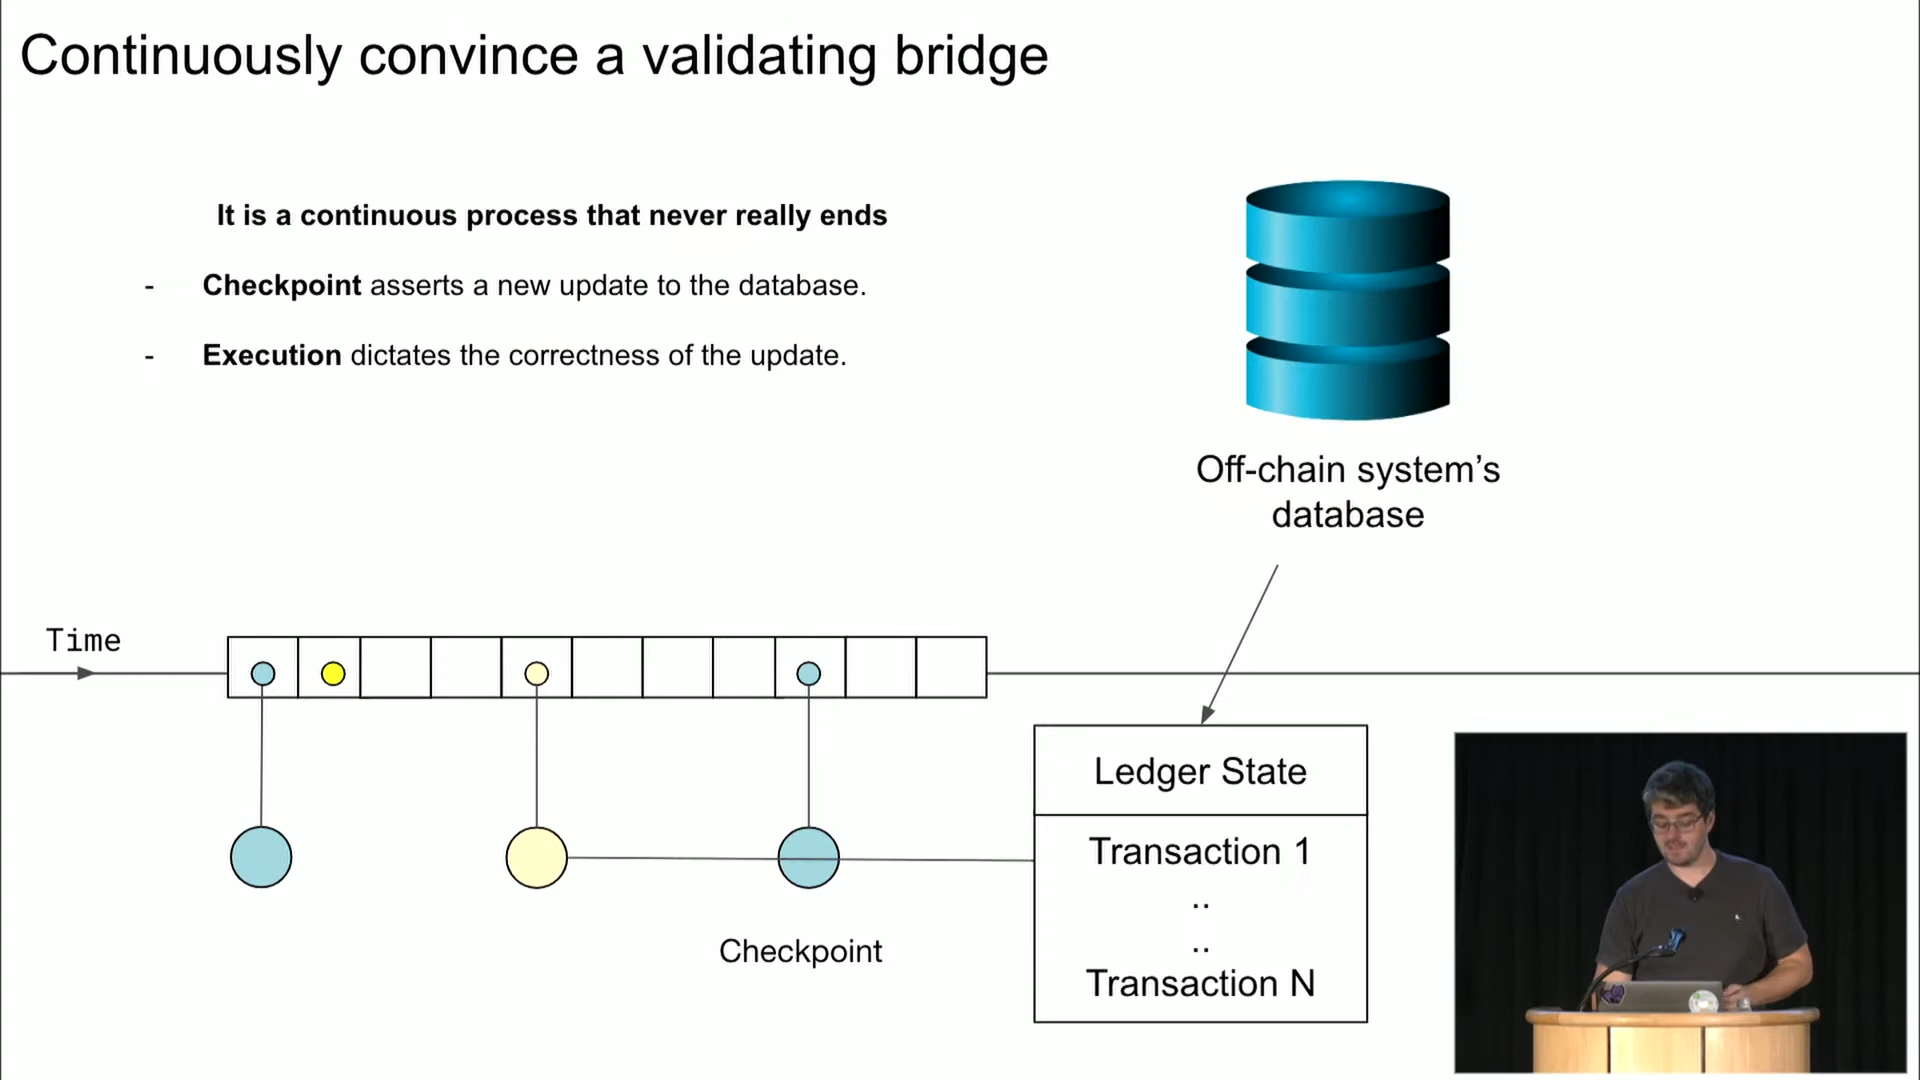 Continuously convince a validating bridge
It is a continuous process that never really ends
- Checkpoint asserts a new update to the database.
- Execution dictates the correctness of the update.
Off-chain system’s
database
Time
Ledger State
Transaction 1
..
..
Transaction N
Checkpoint